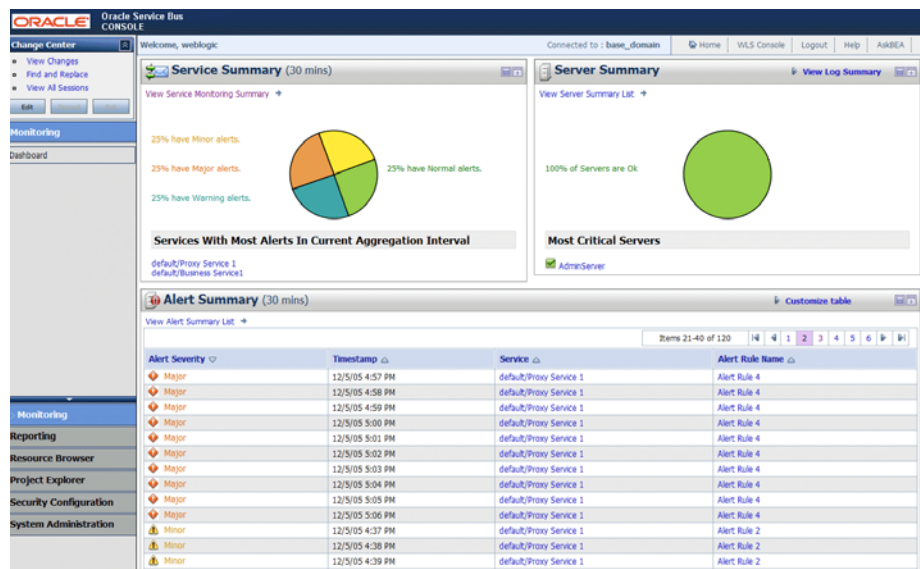 ORACLE
Oracle Service Bus
CONSOLE
Change Center
View Changes
Find and Replace
View All Sessions
Edit
Monitoring
Dashboard
Monitoring
Reporting
Resource Browser
Project Explorer
Security Configuration
System Administration
Welcome, weblogic
Connected to : base_domain
Home
WLS Console
Logout
Help
AskBEA
Service Summary (30 mins)
View Service Monitoring Summary
25% have Minor alerts.
25% have Major alerts.
25% have Warning alerts.
25% have Normal alerts.
Services With Most Alerts In Current Aggregation Interval
default/Proxy Service 1
default/Business Service1
Server Summary
View Log Summary
View Server Summary List
100% of Servers are Ok
Most Critical Servers
AdminServer
Alert Summary (30 mins)
Customize table
View Alert Summary List
Items 21-40 of 120 1 2 3 4 5 6
Alert Severity Timestamp Service Alert Rule Name
Major 12/5/05 4:57 PM default/Proxy Service 1 Alert Rule 4
Major 12/5/05 4:58 PM default/Proxy Service 1 Alert Rule 4
Major 12/5/05 4:59 PM default/Proxy Service 1 Alert Rule 4
Major 12/5/05 5:00 PM default/Proxy Service 1 Alert Rule 4
Major 12/5/05 5:01 PM default/Proxy Service 1 Alert Rule 4
Major 12/5/05 5:02 PM default/Proxy Service 1 Alert Rule 4
Major 12/5/05 5:03 PM default/Proxy Service 1 Alert Rule 4
Major 12/5/05 5:04 PM default/Proxy Service 1 Alert Rule 4
Major 12/5/05 5:05 PM default/Proxy Service 1 Alert Rule 4
Major 12/5/05 5:06 PM default/Proxy Service 1 Alert Rule 4
Minor 12/5/05 4:37 PM default/Proxy Service 1 Alert Rule 2
Minor 12/5/05 4:38 PM default/Proxy Service 1 Alert Rule 2
Minor 12/5/05 4:39 PM default/Proxy Service 1 Alert Rule 2